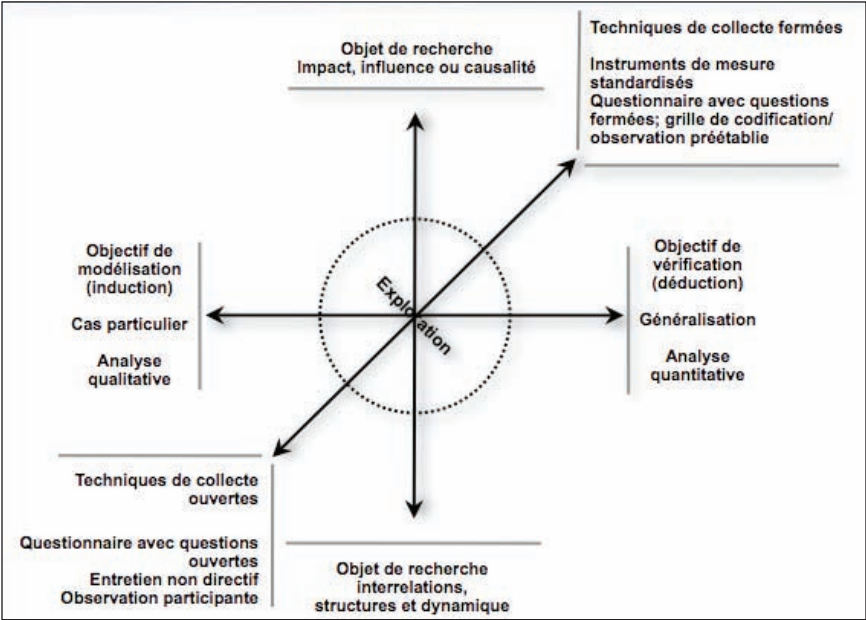 Objet de recherche
Impact, influence ou causalité
Techniques de collecte fermées
Instruments de mesure
standardisés
Questionnaire avec questions
fermées; grille de codification/
observation préétablie
Objectif de
modélisation
(induction)
Cas particulier
Analyse
qualitative
Exploration
Objectif de
vérification
(déduction)
Généralisation
Analyse
quantitative
Techniques de collecte
ouvertes
Questionnaire avec questions
ouvertes
Entretien non directif
Observation participante
Objet de recherche
interrelations,
structures et dynamique